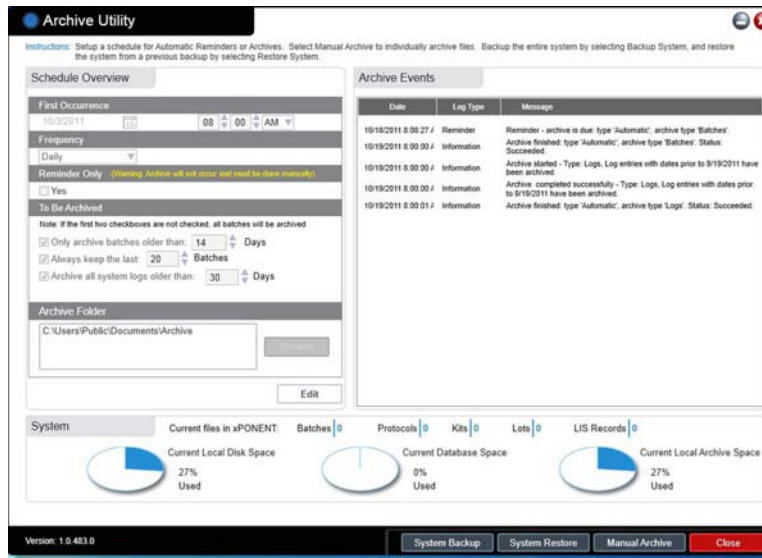 Archive Utility
Instructions: Setup a schedule for Automatic Reminders or Archives. Select Manual Archive to individually archive files. Backup the entire system by selecting Backup System, and restore
the system from a previous backup by selecting Restore System.
Schedule Overview
First Occurrence
10/3/2011
08 00 AM
Frequency
Daily
Reminder Only (Warning: Archive will not occur and must be done manually)
Yes
To Be Archived
Note: If the first two checkboxes are not checked, all batches will be archived
Only archive batches older than: 14 Days
Always keep the last: 20 Batches
Archive all system logs older than: 30 Days
Archive Folder
C:\Users\Public\Documents\Archive
Browse
Edit
Archive Events
Date Log Type Message
10/18/2011 8:08:27 A Reminder Reminder - archive is due: type 'Automatic', archive type 'Batches'.
10/19/2011 8:00:00 A Information Archive finished: type 'Automatic', archive type 'Batches'. Status:
Succeeded.
10/19/2011 8:00:00 A Information Archive started - Type: Logs, Log entries with dates prior to 9/19/2011 have
been archived.
10/19/2011 8:00:00 A Information Archive completed successfully - Type: Logs, Log entries with dates prior
to 9/19/2011 have been archived.
10/19/2011 8:00:01 A Information Archive finished: type 'Automatic', archive type 'Logs'. Status: Succeeded.
System
Current files in xPONENT: Batches 0 Protocols 0 Kits 0 Lots 0 LIS Records 0
Current Local Disk Space
27%
Used
Current Database Space
0%
Used
Current Local Archive Space
27%
Used
Version: 1.0.483.0
System Backup System Restore Manual Archive Close